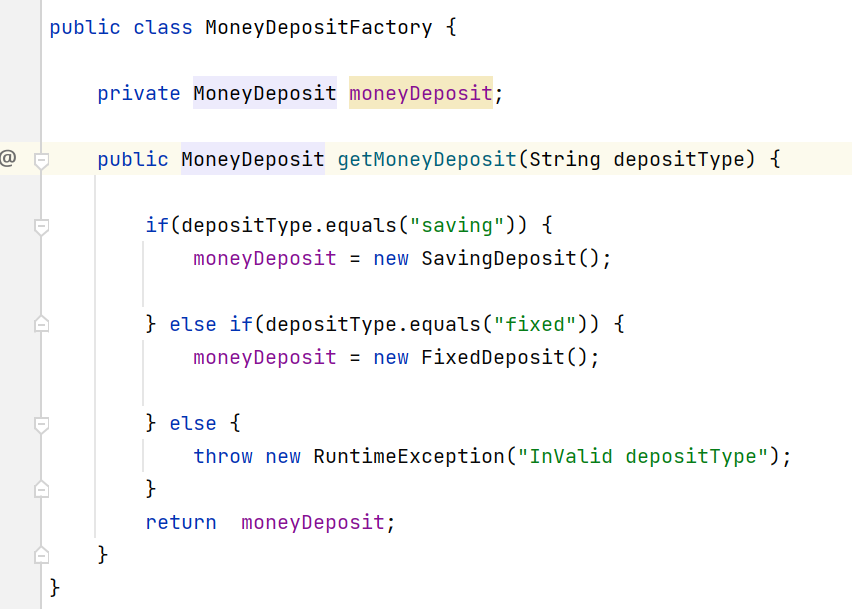 public class MoneyDepositFactory {
private MoneyDeposit moneyDeposit;
@
public MoneyDeposit getMoneyDeposit(String depositType) {
if(depositType.equals("saving")) {
moneyDeposit = new SavingDeposit();
} else if(depositType.equals("fixed")) {
moneyDeposit = new FixedDeposit();
} else {
throw new RuntimeException("InValid depositType");
}
return  moneyDeposit;
}
}